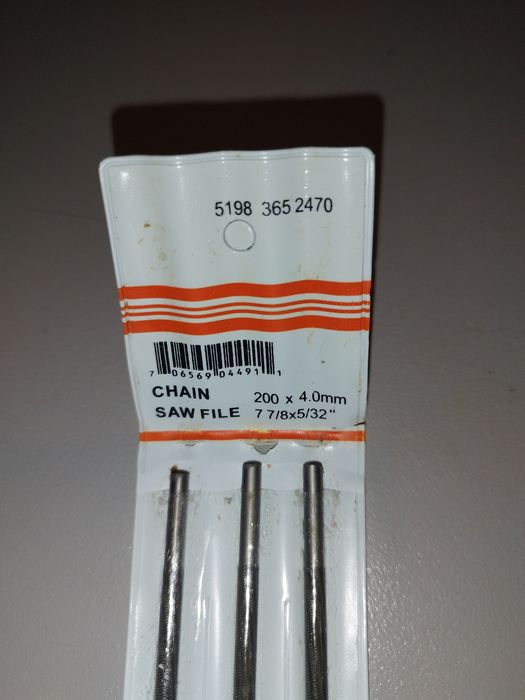 5198 365 2470
7 06569 04491 1
CHAIN 200 x 4.0mm
SAW FILE 7 7/8x5/32"